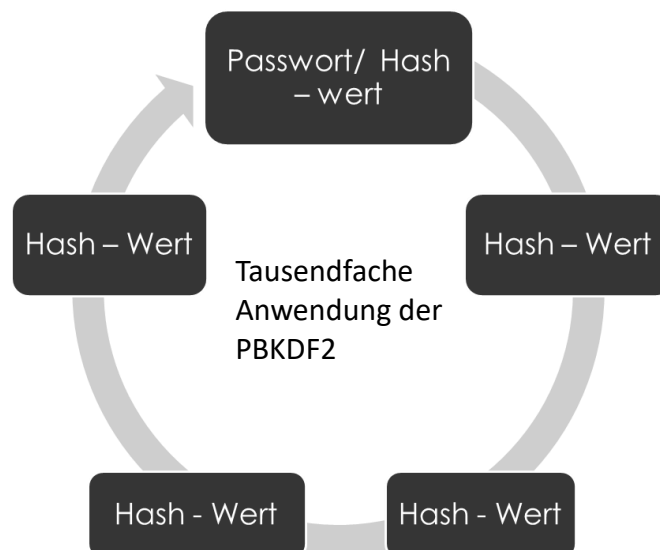 Passwort/ Hash
– wert
Hash – Wert
Hash – Wert
Tausendfache
Anwendung der
PBKDF2
Hash - Wert
Hash - Wert